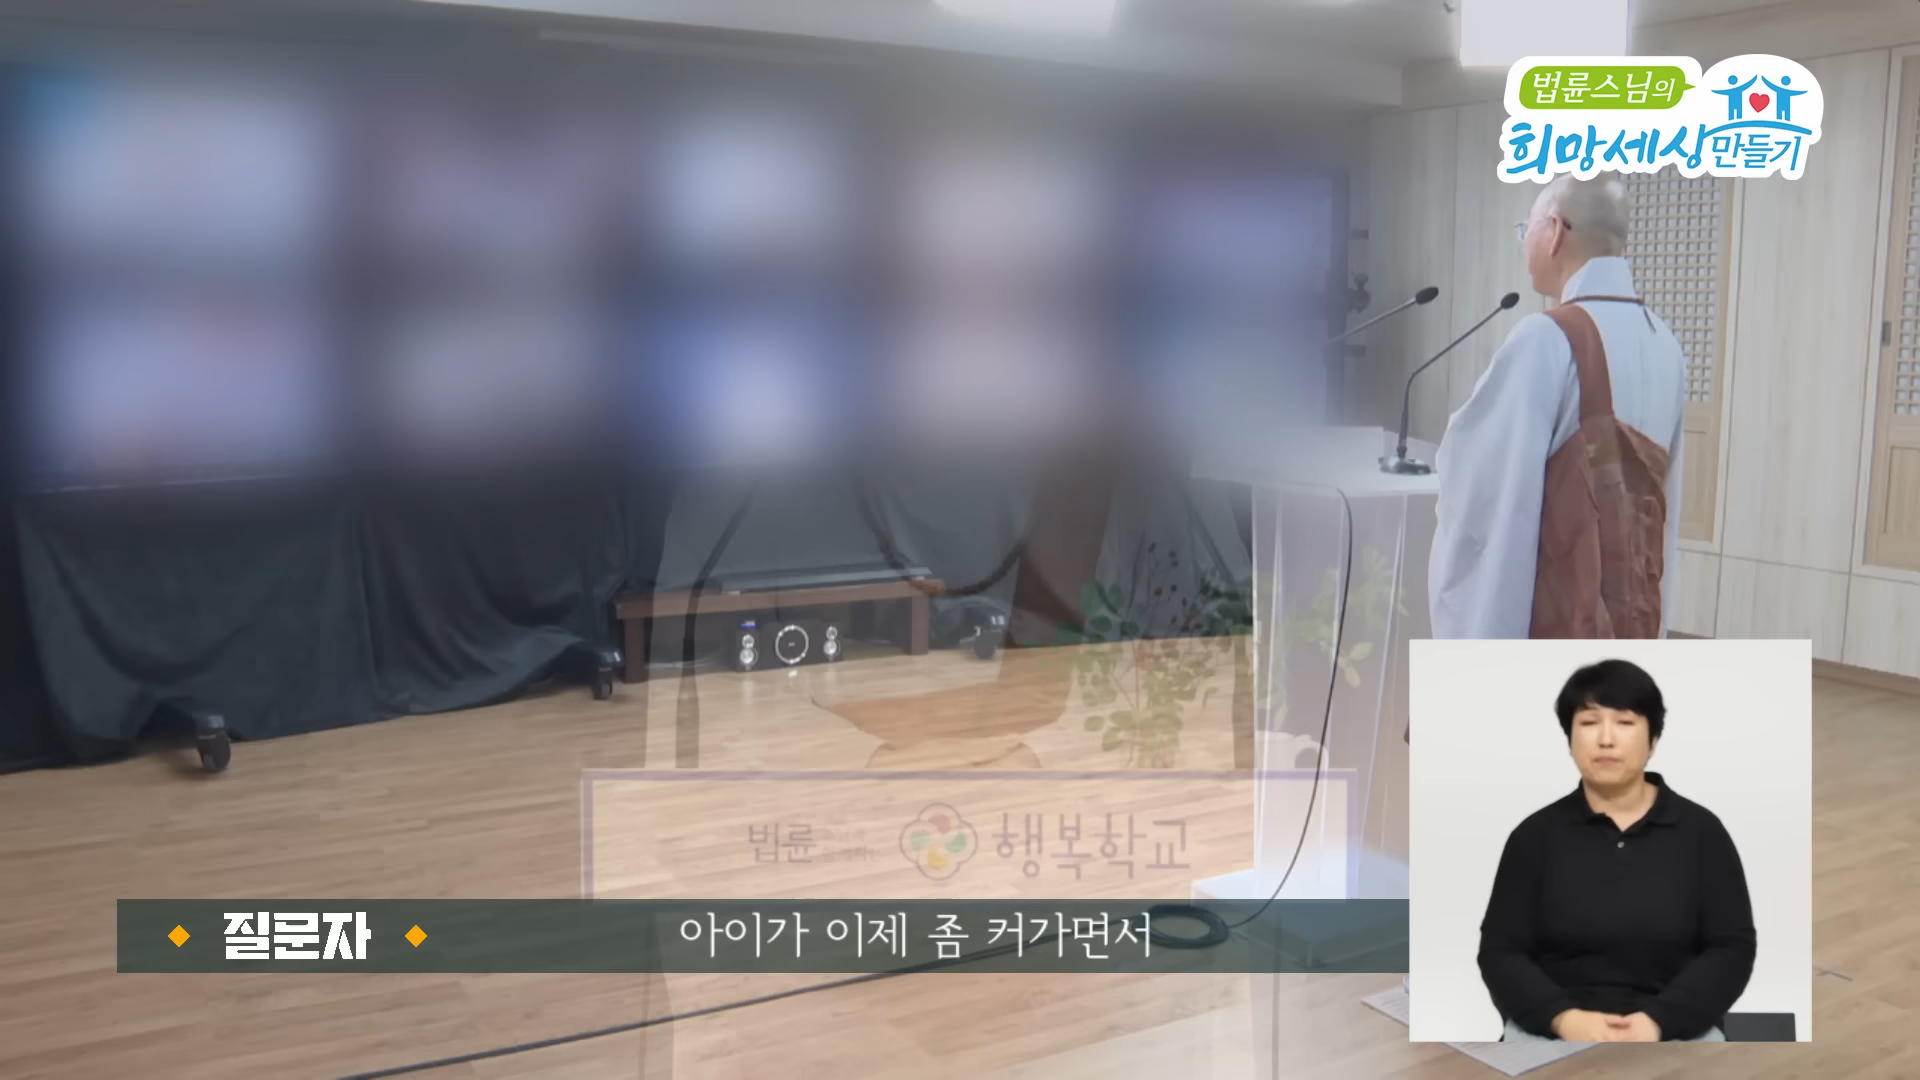 법륜스님의
희망세상만들기
법륜
행복학교
질문자
아이가 이제 좀 커가면서